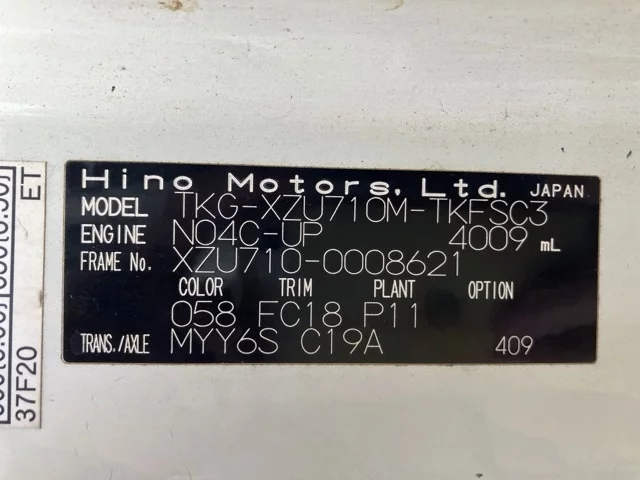 Hino Motors, Ltd. JAPAN
MODEL TKG-XZU710M-TKFSC3
ENGINE N04C-UP 4009 mL
FRAME No. XZU710-0008621
COLOR TRIM PLANT OPTION
058 FC18 P11
TRANS./AXLE MYY6S C19A 409
ET
37F20